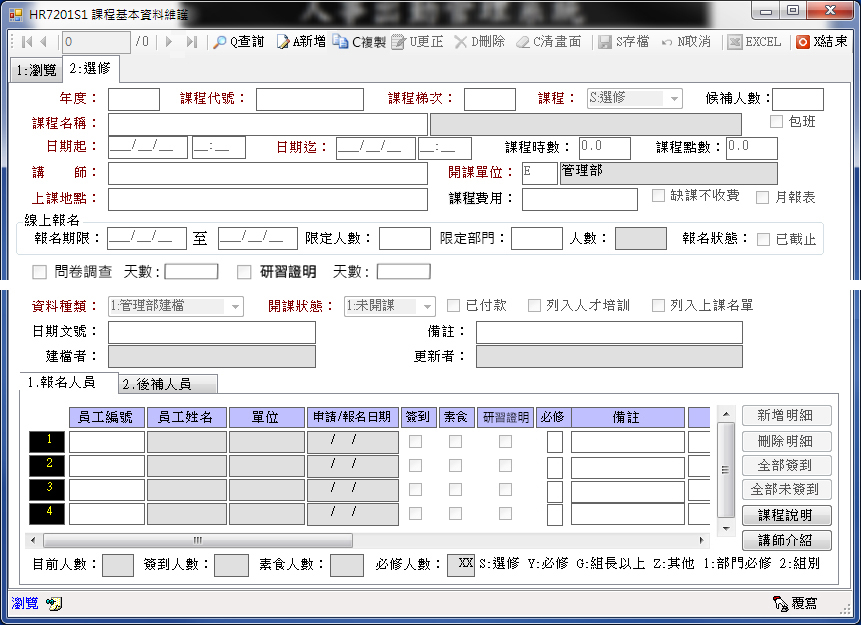 HR7201S1 課程基本資料維護
0 /0 Q查詢 A新增 C複製 U更正 D刪除 C清畫面 S存檔 N取消 EXCEL X結束
1:瀏覽 2:選修
年度： 課程代號： 課程梯次： 課程： S:選修 候補人數：
課程名稱： 包班
日期起： __/__/__ __:__ 日期迄： __/__/__ __:__ 課程時數： 0.0 課程點數： 0.0
講　師： 開課單位： E 管理部
上課地點： 課程費用： 缺課不收費 月報表
線上報名
報名期限： __/__/__ 至 __/__/__ 限定人數： 限定部門： 人數： 報名狀態： 已截止
問卷調查 天數： 研習證明 天數：
資料種類： 1:管理部建檔 開課狀態： 1:未開課 已付款 列入人才培訓 列入上課名單
日期文號： 備註：
建檔者： 更新者：
1.報名人員 2.後補人員
員工編號 員工姓名 單位 申請/報名日期 簽到 素食 研習證明 必修 備註 新增明細
1 / / 刪除明細
2 / / 全部簽到
3 / / 全部未簽到
4 / / 課程說明
講師介紹
目前人數： 簽到人數： 素食人數： 必修人數： XX S:選修 Y:必修 G:組長以上 Z:其他 1:部門必修 2:組別
瀏覽 覆寫